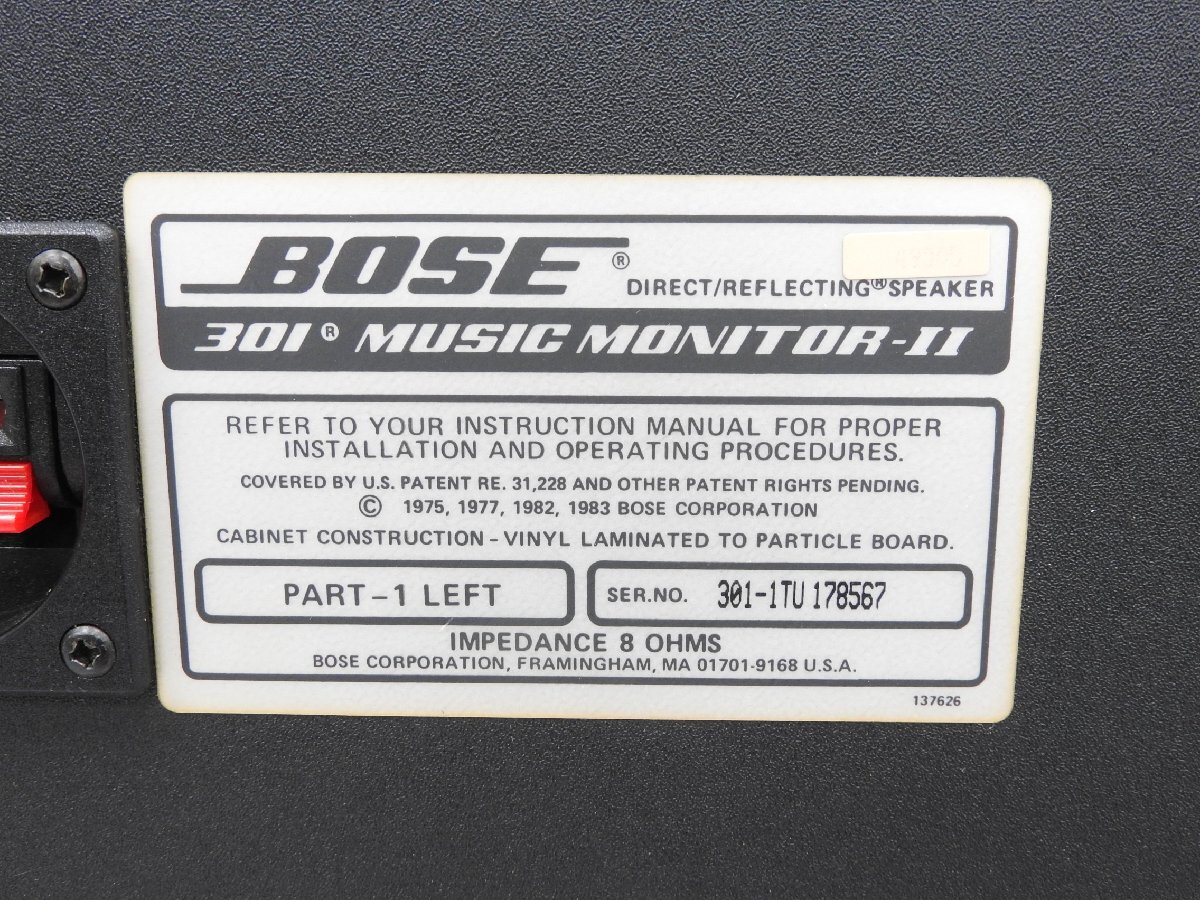 BOSE®
DIRECT/REFLECTING® SPEAKER
301® MUSIC MONITOR-II
REFER TO YOUR INSTRUCTION MANUAL FOR PROPER
INSTALLATION AND OPERATING PROCEDURES.
COVERED BY U.S. PATENT RE. 31,228 AND OTHER PATENT RIGHTS PENDING.
© 1975, 1977, 1982, 1983 BOSE CORPORATION
CABINET CONSTRUCTION - VINYL LAMINATED TO PARTICLE BOARD.
PART-1 LEFT
SER.NO. 301-1TU 178567
IMPEDANCE 8 OHMS
BOSE CORPORATION, FRAMINGHAM, MA 01701-9168 U.S.A.
137626